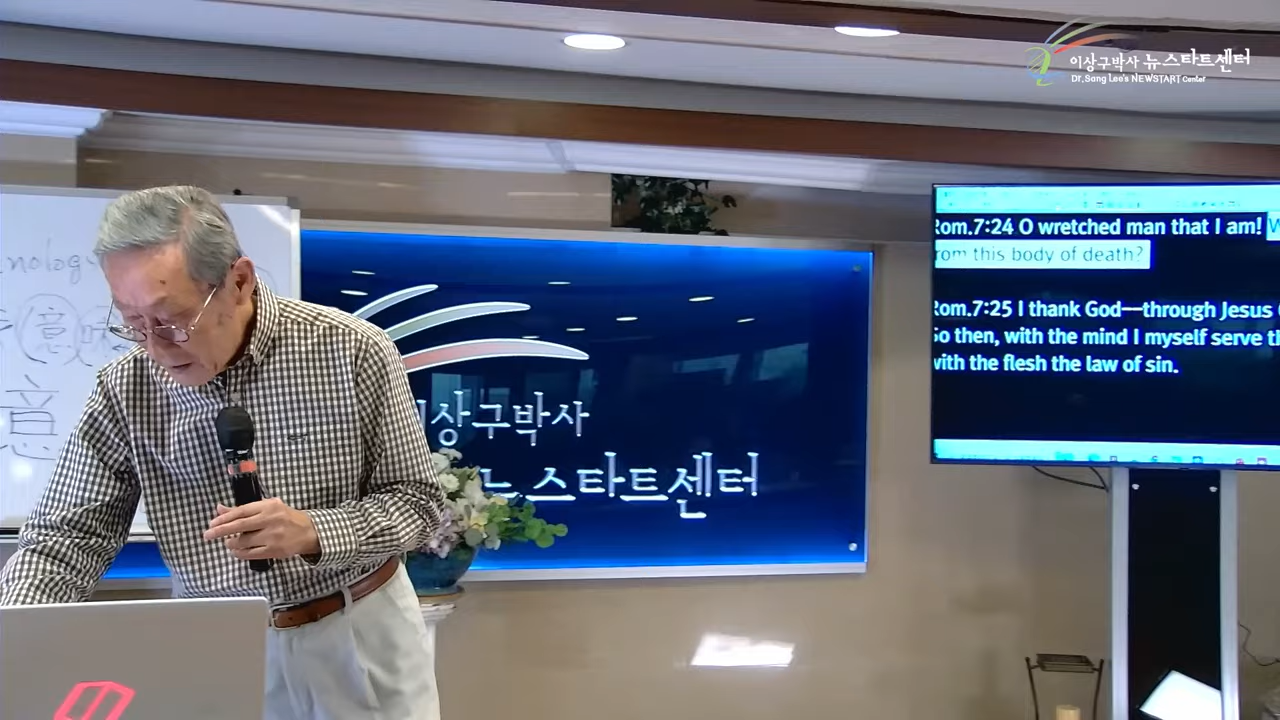 이상구박사 뉴스타트센터
Dr. Sang Lee's NEWSTART Center
意
意
상구박사
스타트센터
Rom.7:24 O wretched man that I am!
from this body of death?
Rom.7:25 I thank God—through Jesus
So then, with the mind I myself serve
with the flesh the law of sin.